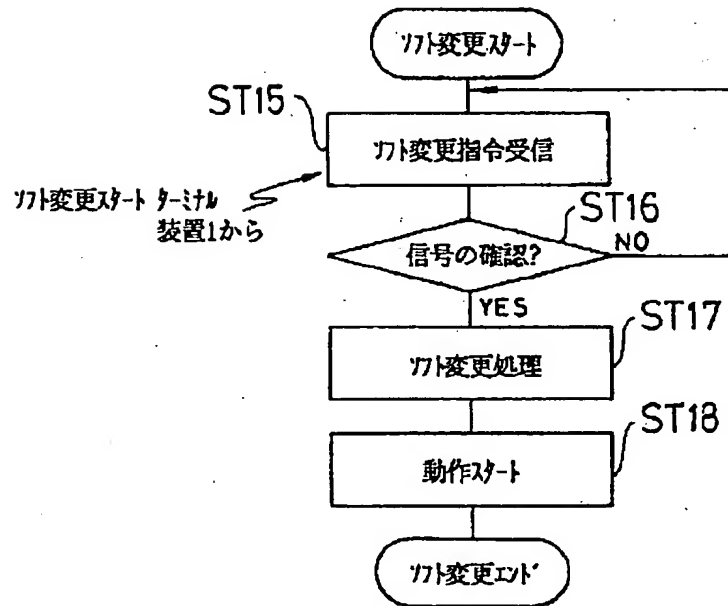 ソフト変更スタート
ST15
ソフト変更指令受信
ソフト変更スタート ターミナル
装置1から
ST16
信号の確認?
NO
YES
ST17
ソフト変更処理
ST18
動作スタート
ソフト変更エンド